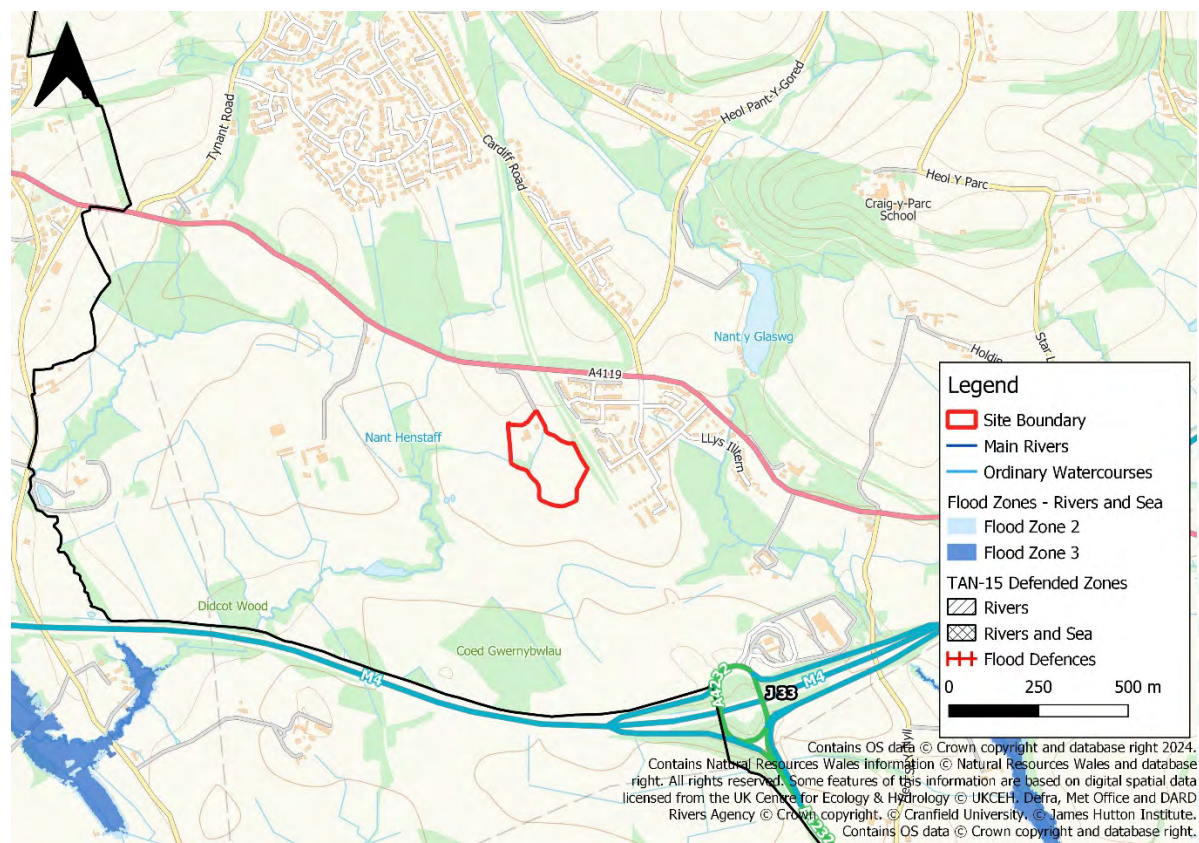 Tynant Road
Cardiff Road
Heol Pant-Y-Gored
Heol Y Parc
Craig-y-Parc
School
Nant y Glaswg
Star L
Holding
A4119
Nant Henstaff
LLys Illtern
Didcot Wood
Coed Gwernybwlau
M4
A4232
J 33
M4
A4232
Legend
Site Boundary
Main Rivers
Ordinary Watercourses
Flood Zones - Rivers and Sea
Flood Zone 2
Flood Zone 3
TAN-15 Defended Zones
Rivers
Rivers and Sea
Flood Defences
0 250 500 m
Contains OS data © Crown copyright and database right 2024.
Contains Natural Resources Wales information © Natural Resources Wales and database
right. All rights reserved. Some features of this information are based on digital spatial data
licensed from the UK Centre for Ecology & Hydrology © UKCEH. Defra, Met Office and DARD
Rivers Agency © Crown copyright. © Cranfield University. © James Hutton Institute.
Contains OS data © Crown copyright and database right.